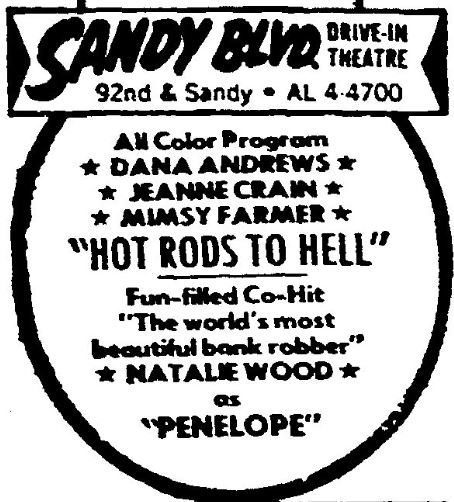 SANDY BLVD. DRIVE-IN THEATRE
92nd & Sandy • AL 4-4700
All Color Program
★ DANA ANDREWS ★
★ JEANNE CRAIN ★
★ MIMSY FARMER ★
"HOT RODS TO HELL"
Fun-filled Co-Hit
"The world's most
beautiful bank robber"
★ NATALIE WOOD ★
as
"PENELOPE"